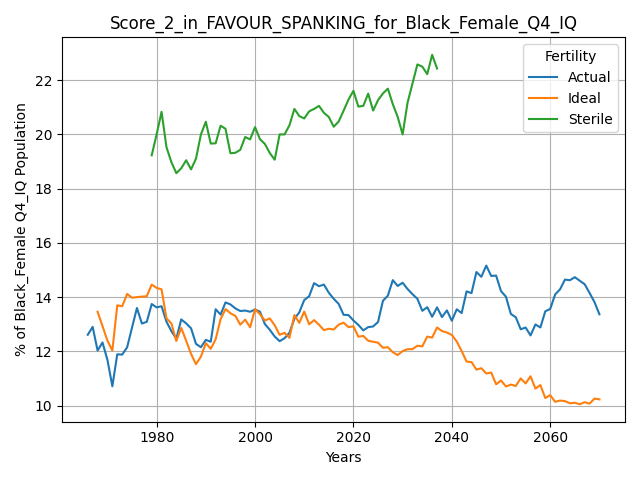 Score_2_in_FAVOUR_SPANKING_for_Black_Female_Q4_IQ
% of Black_Female Q4_IQ Population
22
20
18
16
14
12
10
Fertility
Actual
Ideal
Sterile
1980
2000
2020
2040
2060
Years